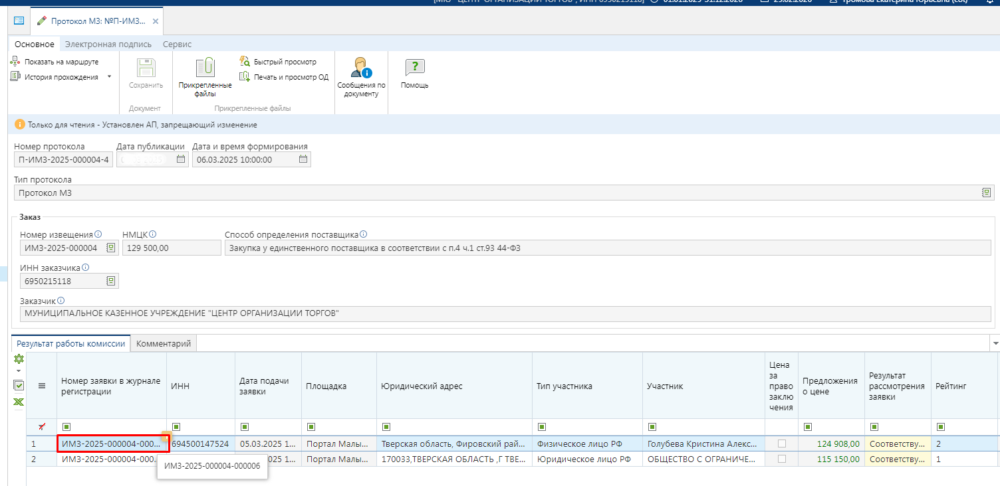 Протокол МЗ: №П-ИМЗ...
Основное Электронная подпись Сервис
Показать на маршруте
История прохождения
Сохранить
Документ
Прикрепленные файлы
Быстрый просмотр
Печать и просмотр ОД
Прикрепленные файлы
Сообщения по документу
Помощь
Только для чтения - Установлен АП, запрещающий изменение
Номер протокола Дата публикации Дата и время формирования
П-ИМЗ-2025-000004-4 06.03.2025 10:00:00
Тип протокола
Протокол МЗ
Заказ
Номер извещения НМЦК Способ определения поставщика
ИМЗ-2025-000004 129 500,00 Закупка у единственного поставщика в соответствии с п.4 ч.1 ст.93 44-ФЗ
ИНН заказчика
6950215118
Заказчик
МУНИЦИПАЛЬНОЕ КАЗЕННОЕ УЧРЕЖДЕНИЕ "ЦЕНТР ОРГАНИЗАЦИИ ТОРГОВ"
Результат работы комиссии Комментарий
Номер заявки в журнале регистрации ИНН Дата подачи заявки Площадка Юридический адрес Тип участника Участник Цена за право заключения Предложения о цене Результат рассмотрения заявки Рейтинг
1 ИМЗ-2025-000004-000... 694500147524 05.03.2025 1... Портал Малы... Тверская область, Фировский рай... Физическое лицо РФ Голубева Кристина Алекс... 124 908,00 Соответству... 2
2 ИМЗ-2025-000004-000. 2025 1... Портал Малы... 170033,ТВЕРСКАЯ ОБЛАСТЬ ,Г ТВЕ... Юридическое лицо РФ ОБЩЕСТВО С ОГРАНИЧЕ... 115 150,00 Соответству... 1
ИМЗ-2025-000004-000006